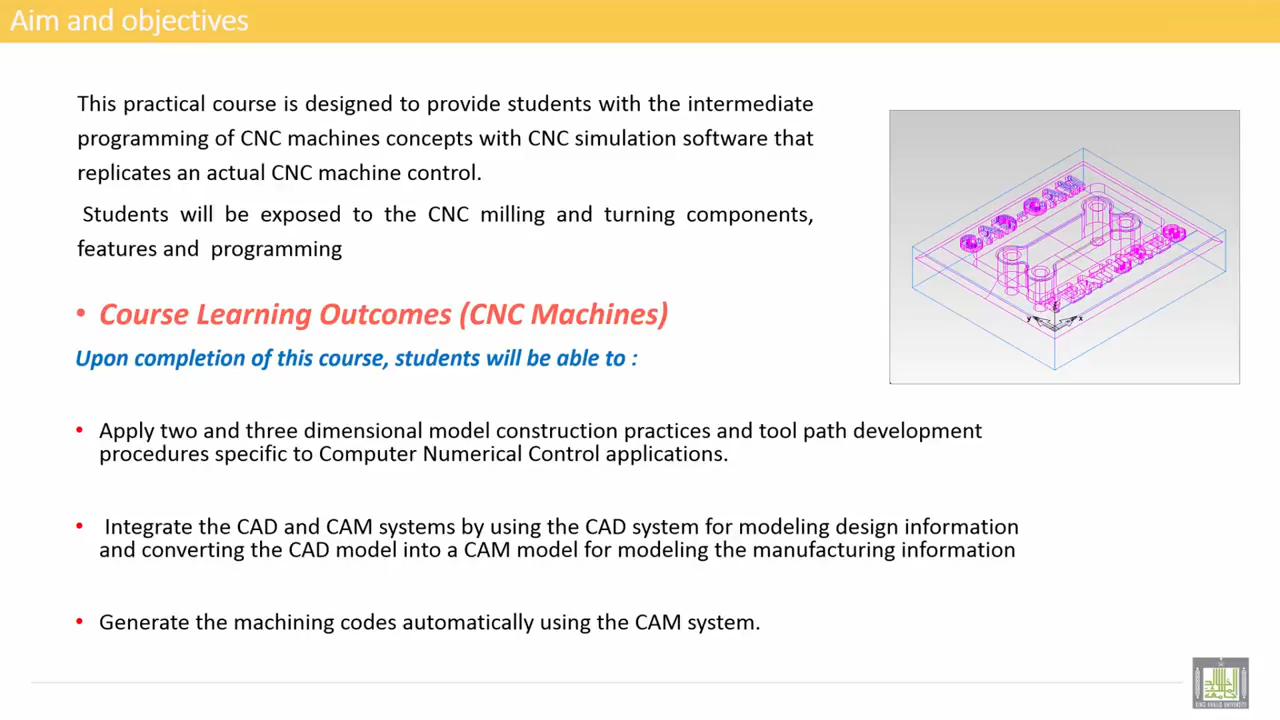 Aim and objectives
This practical course is designed to provide students with the intermediate
programming of CNC machines concepts with CNC simulation software that
replicates an actual CNC machine control.
Students will be exposed to the CNC milling and turning components,
features and programming
• Course Learning Outcomes (CNC Machines)
Upon completion of this course, students will be able to :
• Apply two and three dimensional model construction practices and tool path development
procedures specific to Computer Numerical Control applications.
• Integrate the CAD and CAM systems by using the CAD system for modeling design information
and converting the CAD model into a CAM model for modeling the manufacturing information
• Generate the machining codes automatically using the CAM system.
CAD-CAM
Y
X
KING KHALID UNIVERSITY